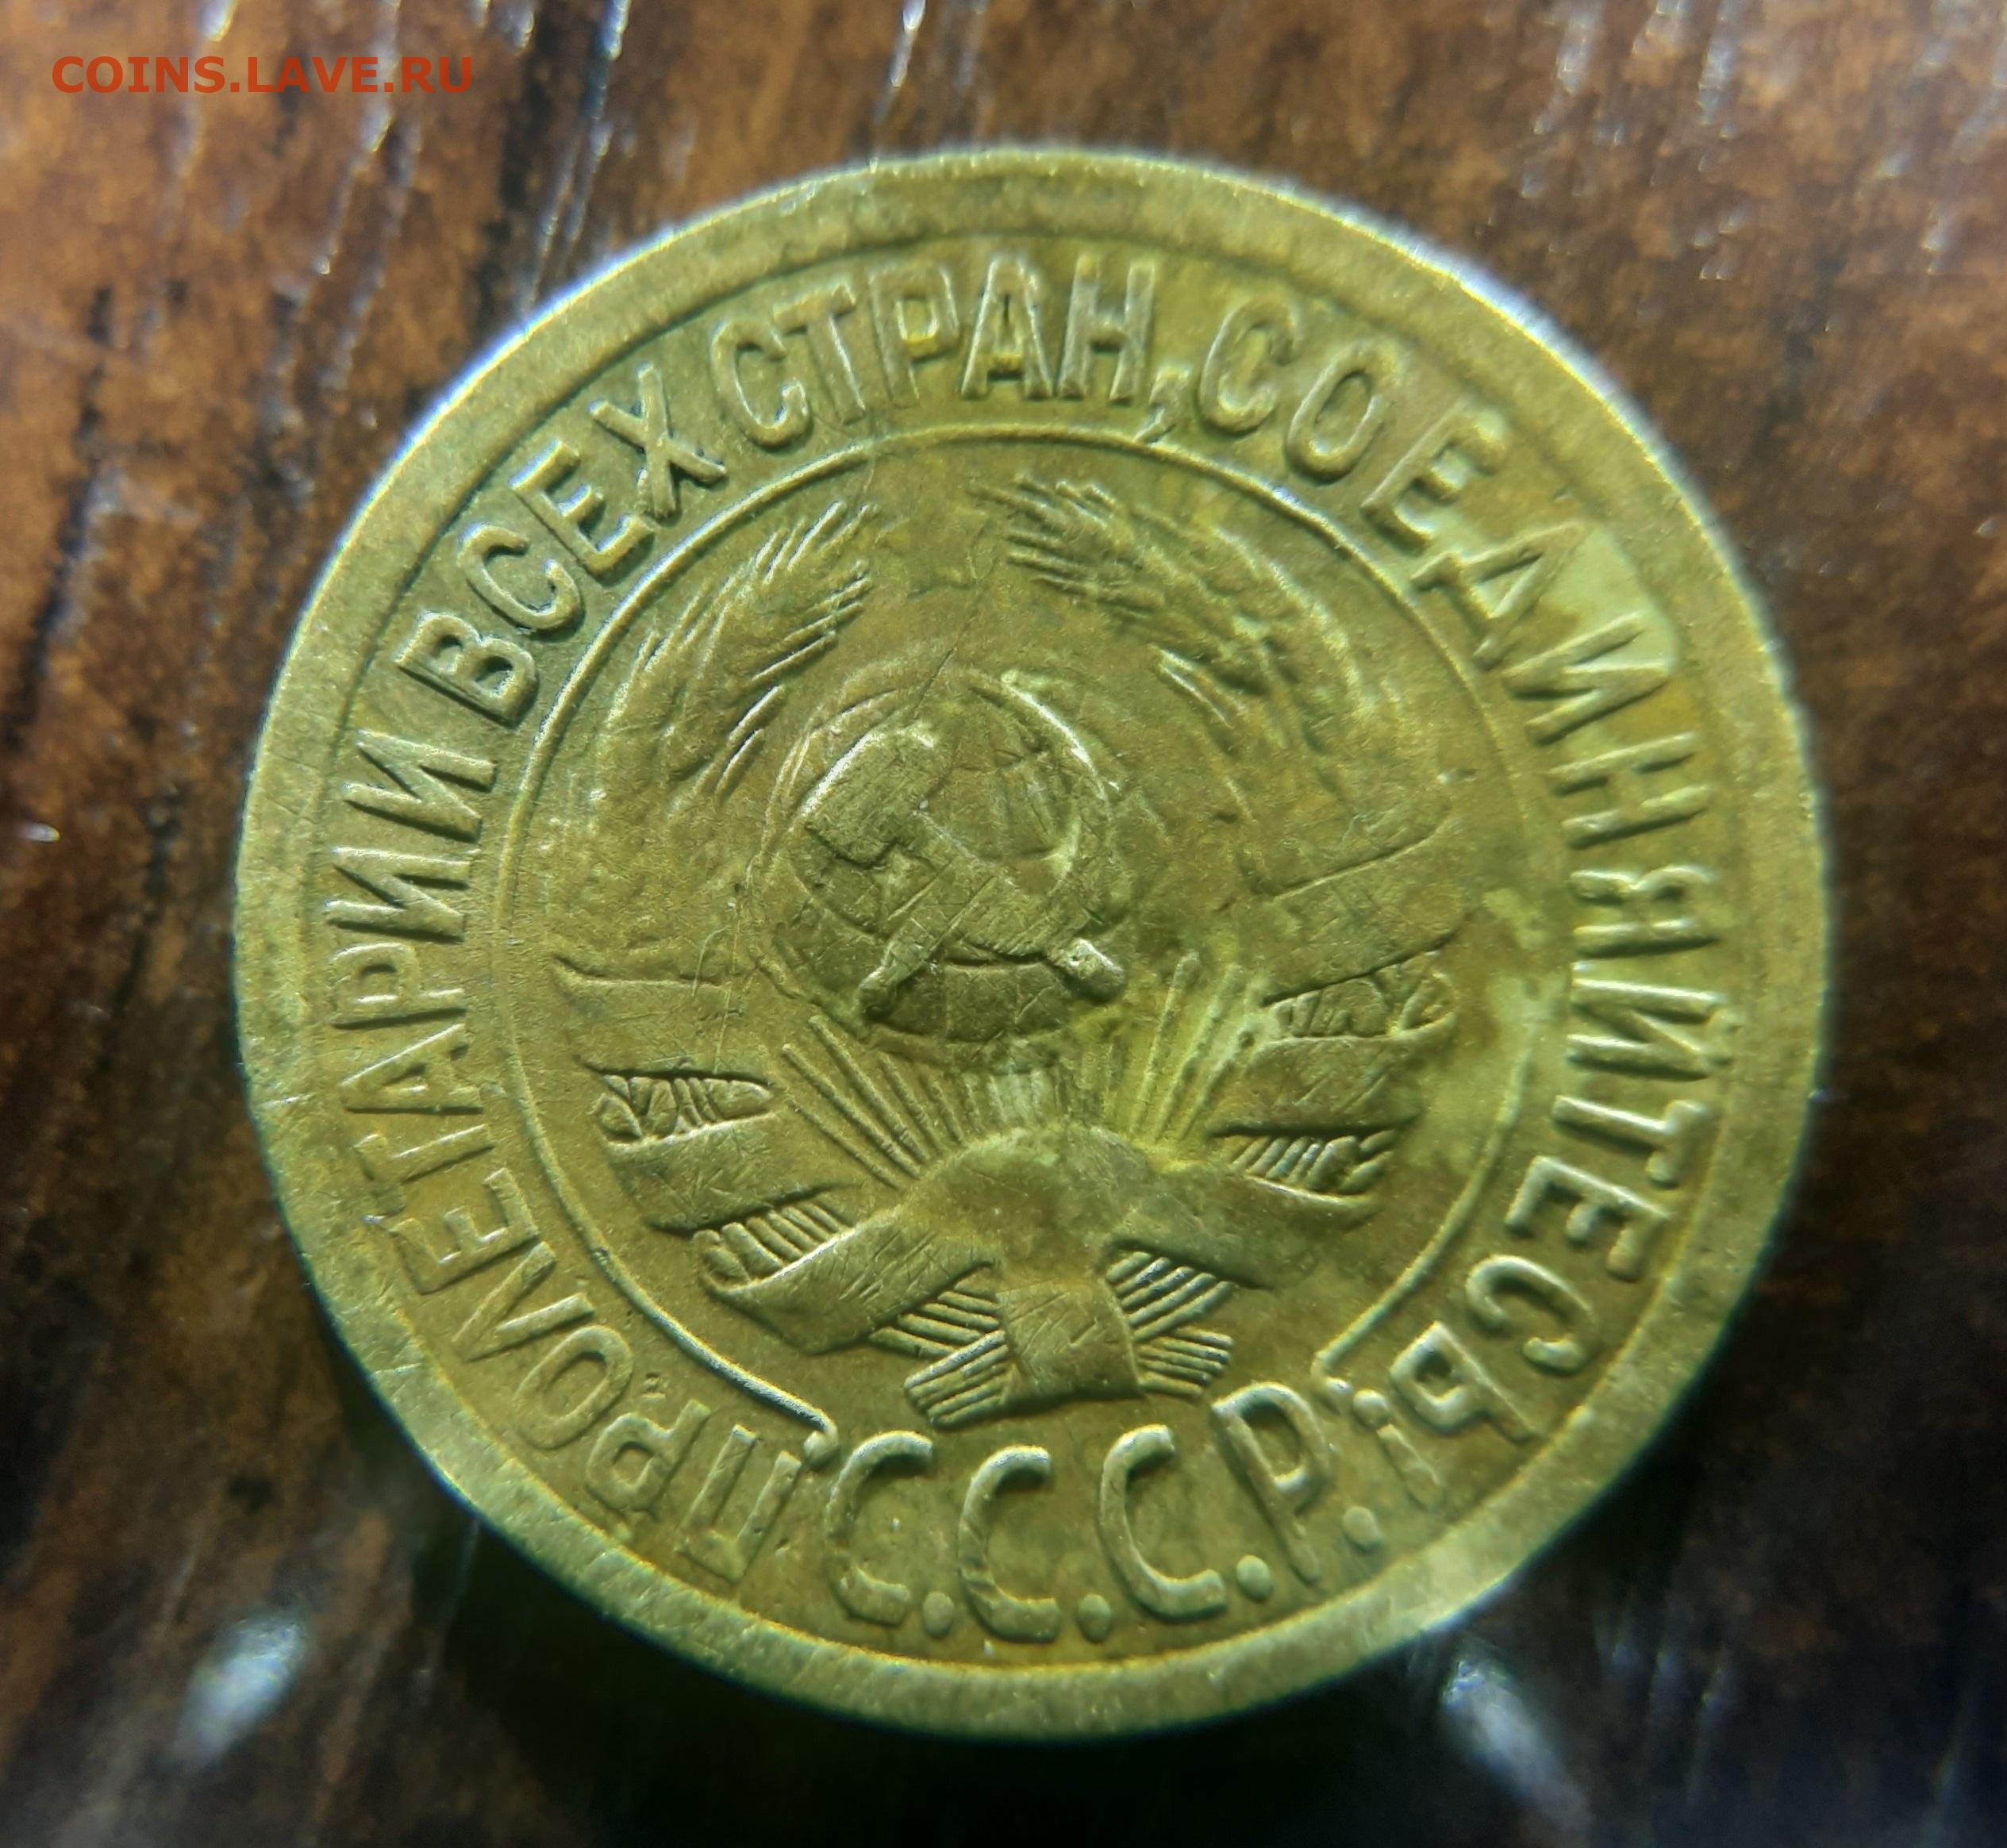 COINS.LAVE.RU
ПРОЛЕТАРИИ ВСЕХ СТРАН, СОЕДИНЯЙТЕСЬ!
С.С.С.Р.